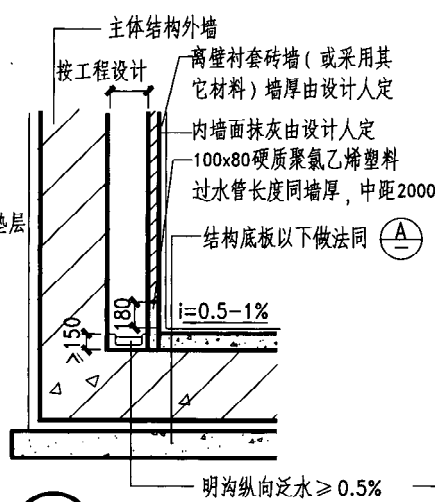 主体结构外墙
按工程设计
离壁衬套砖墙(或采用其
它材料)墙厚由设计人定
内墙面抹灰由设计人定
100x80硬质聚氯乙烯塑料
过水管长度同墙厚,中距2000
垫层
结构底板以下做法同 A
—
180
i=0.5-1%
≥150
明沟纵向泛水≥0.5%